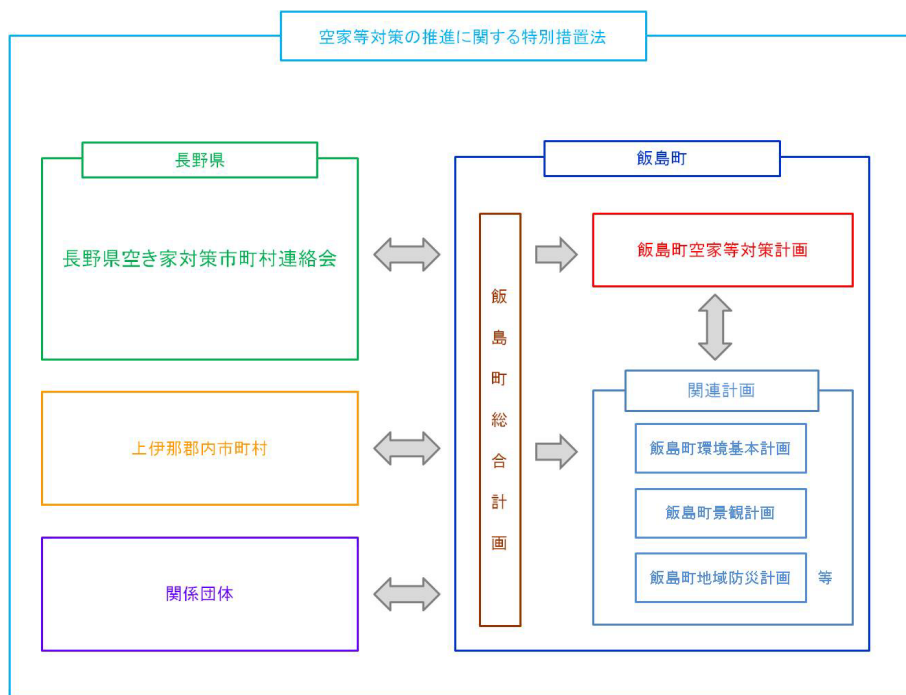 空家等対策の推進に関する特別措置法
長野県
長野県空き家対策市町村連絡会
上伊那郡内市町村
関係団体
飯島町
飯島町総合計画
飯島町空家等対策計画
関連計画
飯島町環境基本計画
飯島町景観計画
飯島町地域防災計画 等